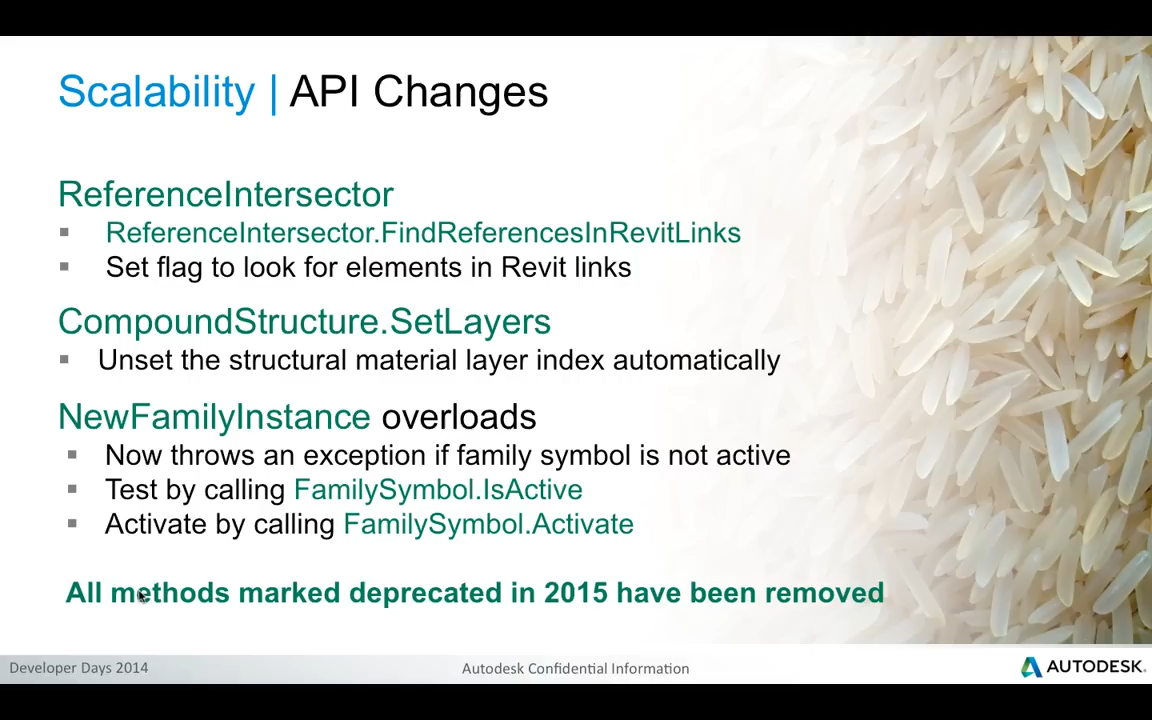 Scalability | API Changes
ReferenceIntersector
▪ ReferenceIntersector.FindReferencesInRevitLinks
▪ Set flag to look for elements in Revit links
CompoundStructure.SetLayers
▪ Unset the structural material layer index automatically
NewFamilyInstance overloads
▪ Now throws an exception if family symbol is not active
▪ Test by calling FamilySymbol.IsActive
▪ Activate by calling FamilySymbol.Activate
All methods marked deprecated in 2015 have been removed
Developer Days 2014
Autodesk Confidential Information
AUTODESK.